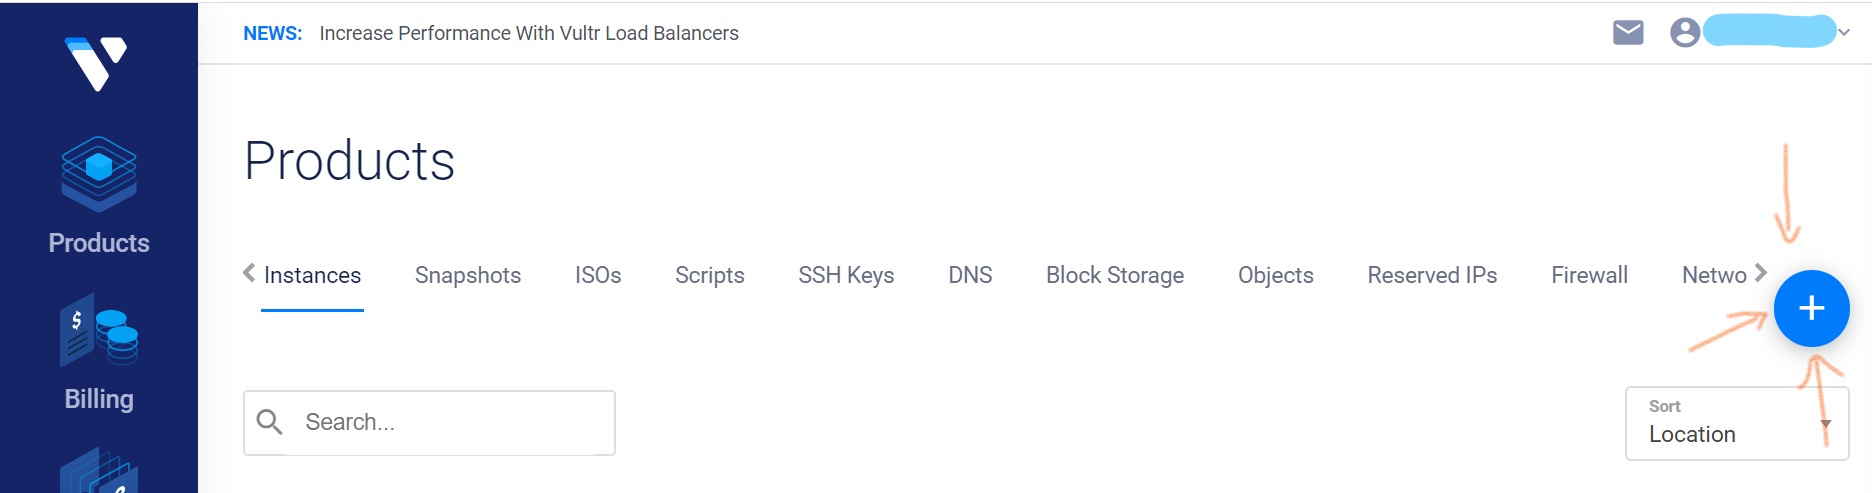 NEWS: Increase Performance With Vultr Load Balancers
Products
Products
Instances Snapshots ISOs Scripts SSH Keys DNS Block Storage Objects Reserved IPs Firewall Netwo
$
Billing
Search...
Sort
Location